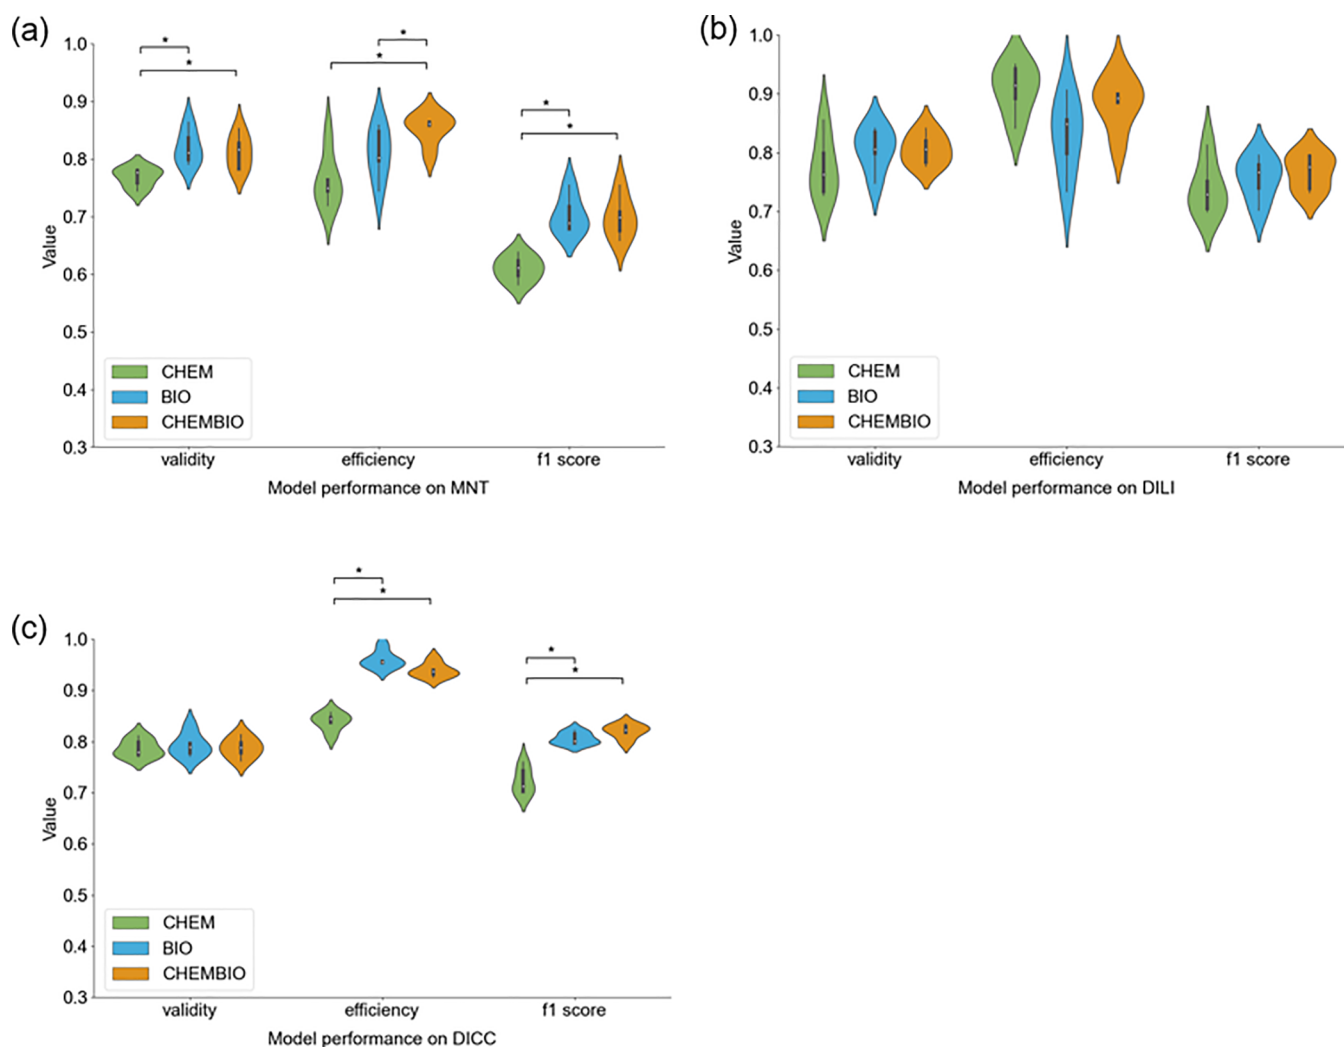 (a)
1.0
0.9
0.8
0.7
0.6
0.5
0.4
0.3
Value
* * * * * *
CHEM
BIO
CHEMBIO
validity efficiency f1 score
Model performance on MNT
(b)
1.0
0.9
0.8
0.7
0.6
0.5
0.4
0.3
Value
CHEM
BIO
CHEMBIO
validity efficiency f1 score
Model performance on DILI
(c)
1.0
0.9
0.8
0.7
0.6
0.5
0.4
0.3
Value
* * * *
CHEM
BIO
CHEMBIO
validity efficiency f1 score
Model performance on DICC